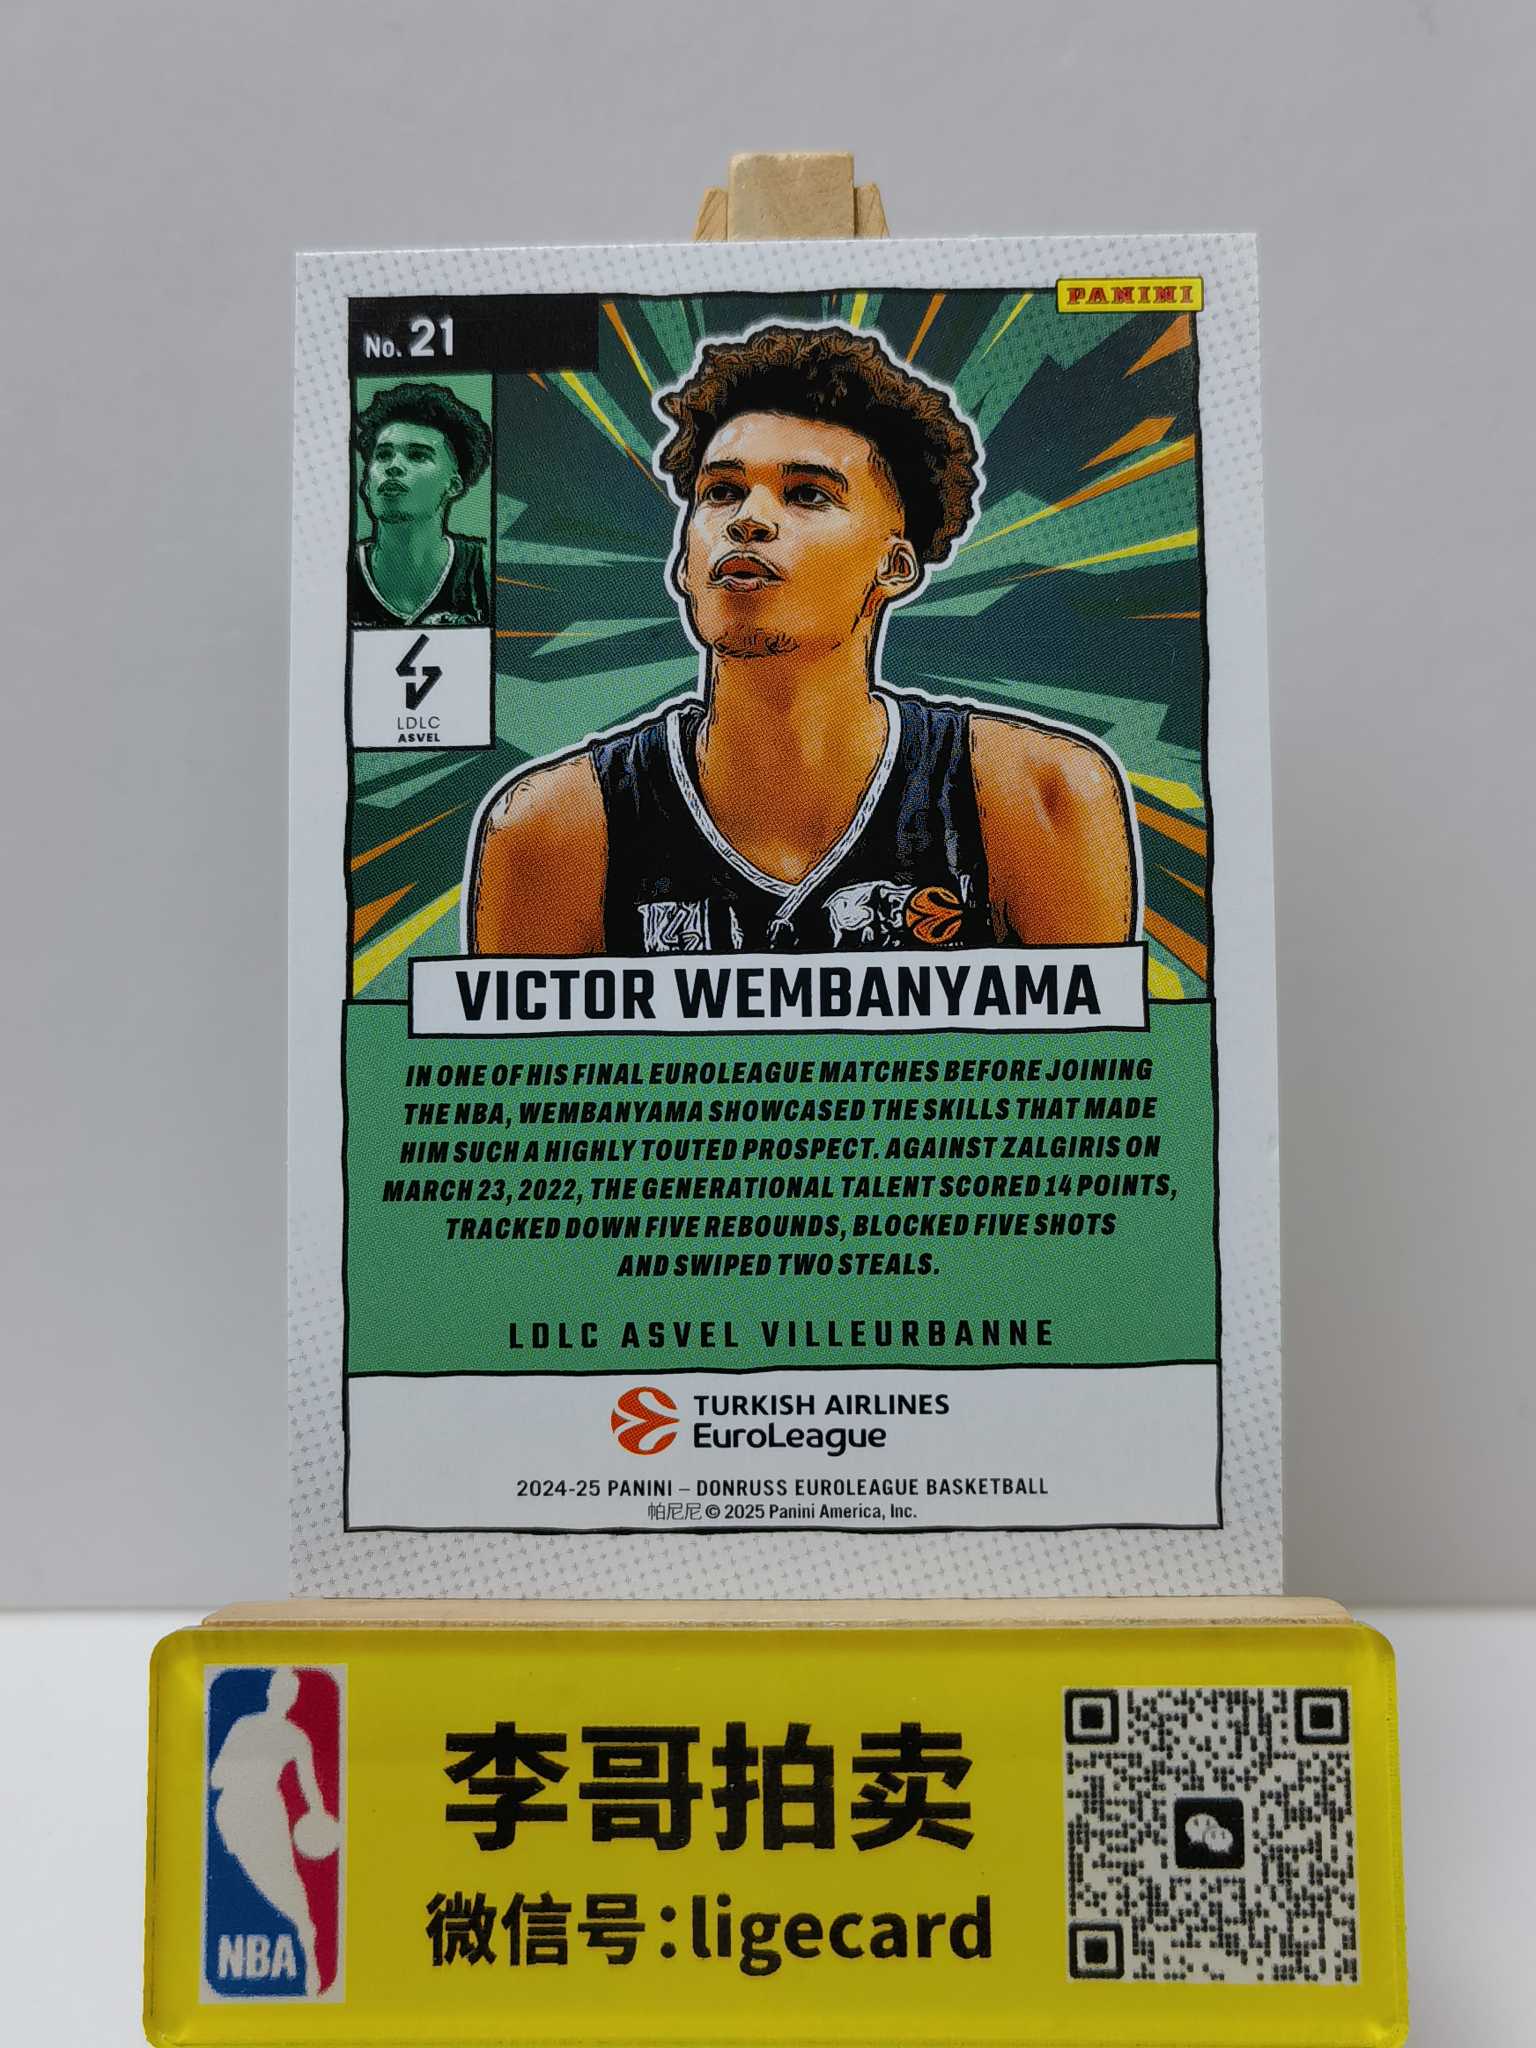 PANINI
No. 21
LDLC
ASVEL
VICTOR WEMBANYAMA
IN ONE OF HIS FINAL EUROLEAGUE MATCHES BEFORE JOINING
THE NBA, WEMBANYAMA SHOWCASED THE SKILLS THAT MADE
HIM SUCH A HIGHLY TOUTED PROSPECT. AGAINST ZALGIRIS ON
MARCH 23, 2022, THE GENERATIONAL TALENT SCORED 14 POINTS,
TRACKED DOWN FIVE REBOUNDS, BLOCKED FIVE SHOTS
AND SWIPED TWO STEALS.
LDLC ASVEL VILLEURBANNE
TURKISH AIRLINES
EuroLeague
2024-25 PANINI – DONRUSS EUROLEAGUE BASKETBALL
帕尼尼 © 2025 Panini America, Inc.
NBA
李哥拍卖
微信号:ligecard